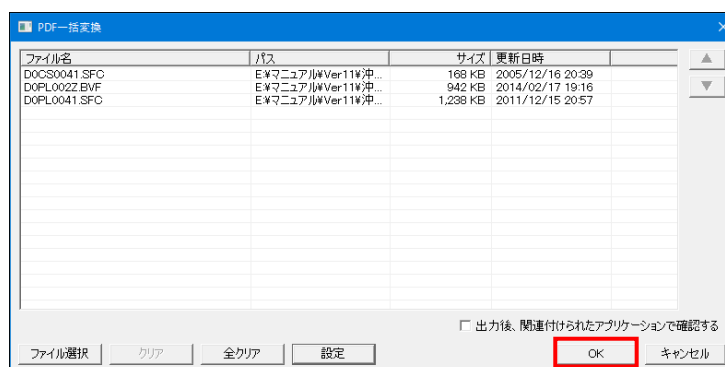 PDF一括変換
ファイル名 パス サイズ 更新日時
D0CS0041.SFC E:¥マニュアル¥Ver11¥沖... 168 KB 2005/12/16 20:39
D0PL002Z.BVF E:¥マニュアル¥Ver11¥沖... 942 KB 2014/02/17 19:16
D0PL0041.SFC E:¥マニュアル¥Ver11¥沖... 1,238 KB 2011/12/15 20:57
出力後、関連付けられたアプリケーションで確認する
ファイル選択 クリア 全クリア 設定 OK キャンセル